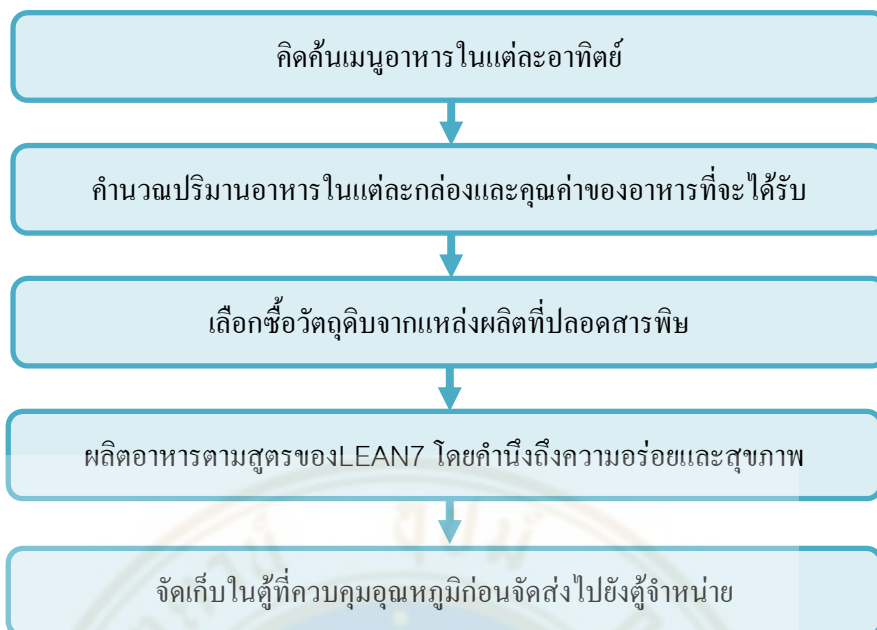 คิดค้นเมนูอาหารในแต่ละอาทิตย์
คำนวณปริมานอาหารในแต่ละกล่องและคุณค่าของอาหารที่จะได้รับ
เลือกซื้อวัตถุดิบจากแหล่งผลิตที่ปลอดสารพิษ
ผลิตอาหารตามสูตรของLEAN7 โดยคำนึงถึงความอร่อยและสุขภาพ
จัดเก็บในตู้ที่ควบคุมอุณหภูมิก่อนจัดส่งไปยังตู้จำหน่าย